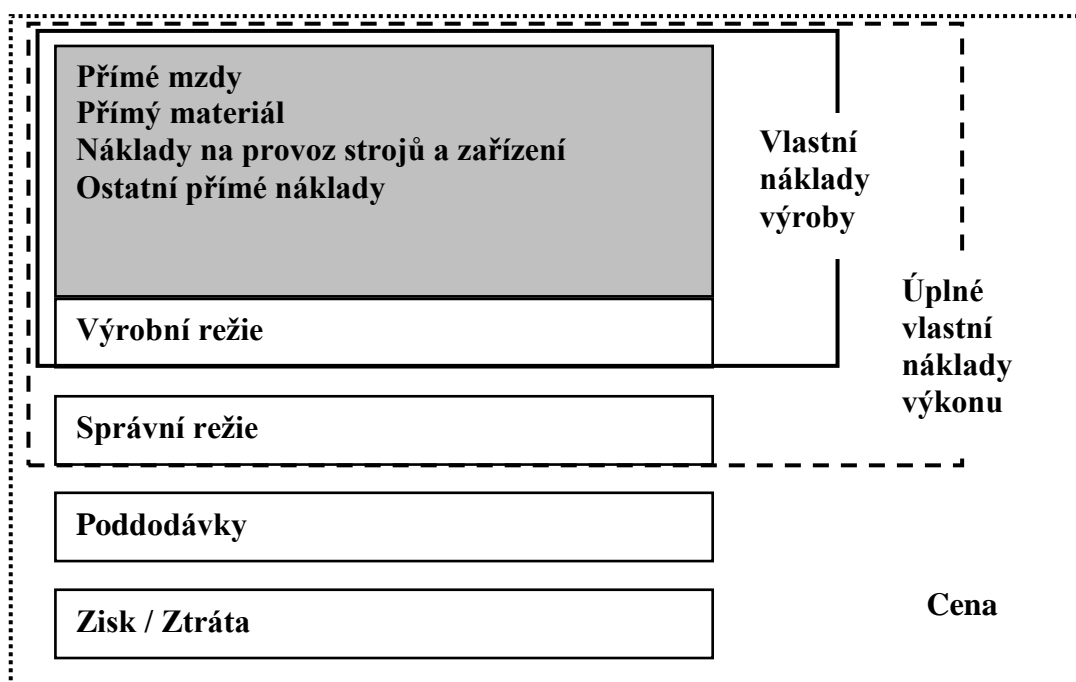 Přímé mzdy
Přímý materiál
Náklady na provoz strojů a zařízení
Ostatní přímé náklady
Vlastní
náklady
výroby
Výrobní režie
Úplné
vlastní
náklady
výkonu
Správní režie
Poddodávky
Zisk / Ztráta
Cena